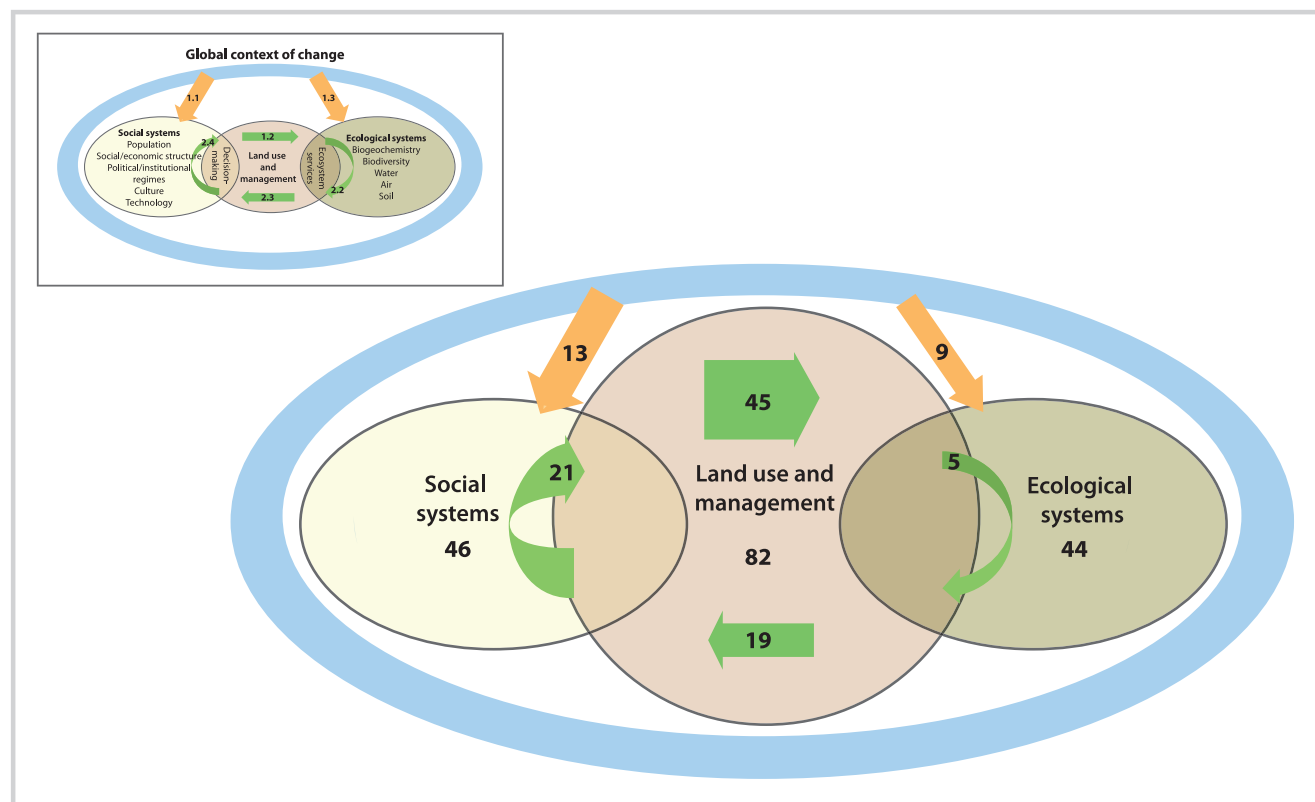 Global context of change
1.1
1.3
Social systems
Population
Social/economic structure
Political/institutional
regimes
Culture
Technology
2.4
Decision-
making
1.2
Land use
and
management
2.3
Ecosystem
services
2.2
Ecological systems
Biogeochemistry
Biodiversity
Water
Air
Soil
13
9
45
21
5
Social
systems
46
Land use and
management
82
Ecological
systems
44
19